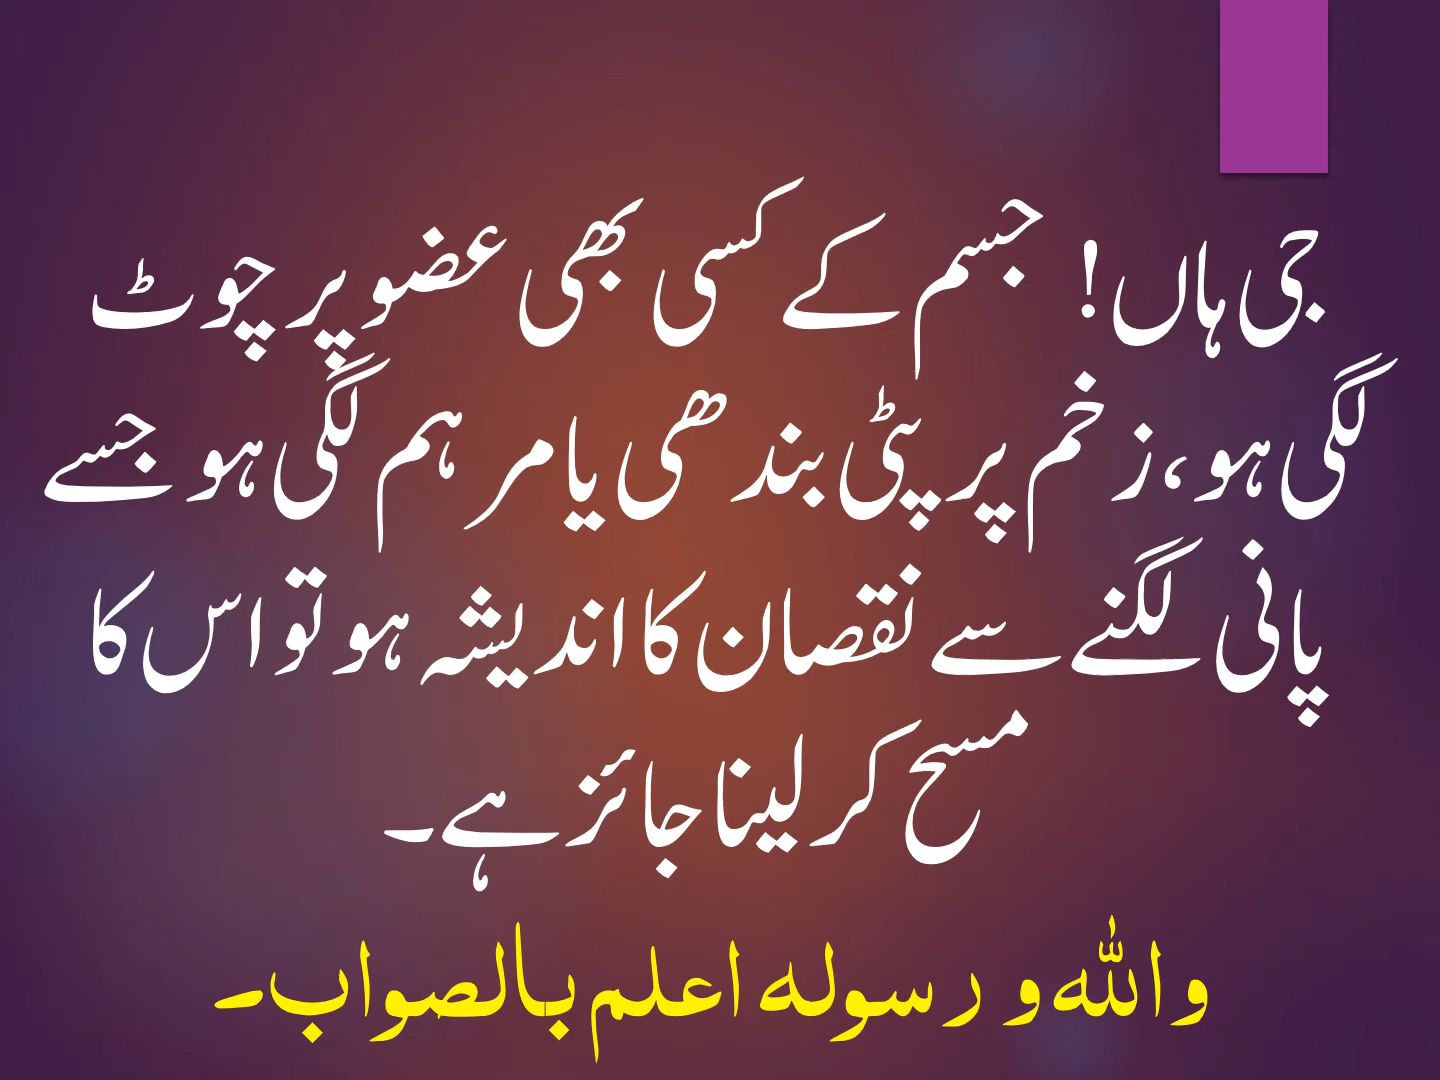 جی ہاں! جسم کے کسی بھی عضو پر چوٹ
لگی ہو، زخم پر پٹی بندھی یا مرہم لگی ہو جسے
پانی لگنے سے نقصان کا اندیشہ ہو تو اس کا
مسح کر لینا جائز ہے۔
واللہ و رسولہ اعلم بالصواب۔